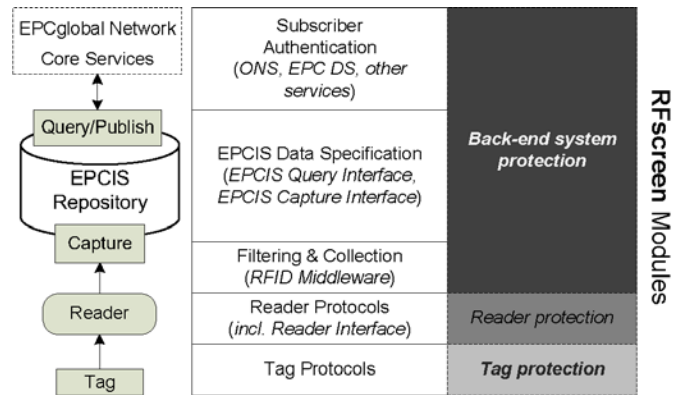 EPCglobal Network
Core Services
Query/Publish
EPCIS
Repository
Capture
Reader
Tag
Subscriber
Authentication
(ONS, EPC DS, other
services)
EPCIS Data Specification
(EPCIS Query Interface,
EPCIS Capture Interface)
Filtering & Collection
(RFID Middleware)
Reader Protocols
(incl. Reader Interface)
Tag Protocols
Back-end system
protection
Reader protection
Tag protection
RFscreen Modules